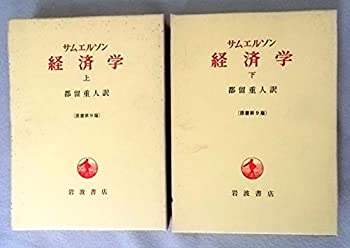 サムエルソン
経済学
上
都留重人訳
〔原書第9版〕
岩波書店
サムエルソン
経済学
下
都留重人訳
〔原書第9版〕
岩波書店